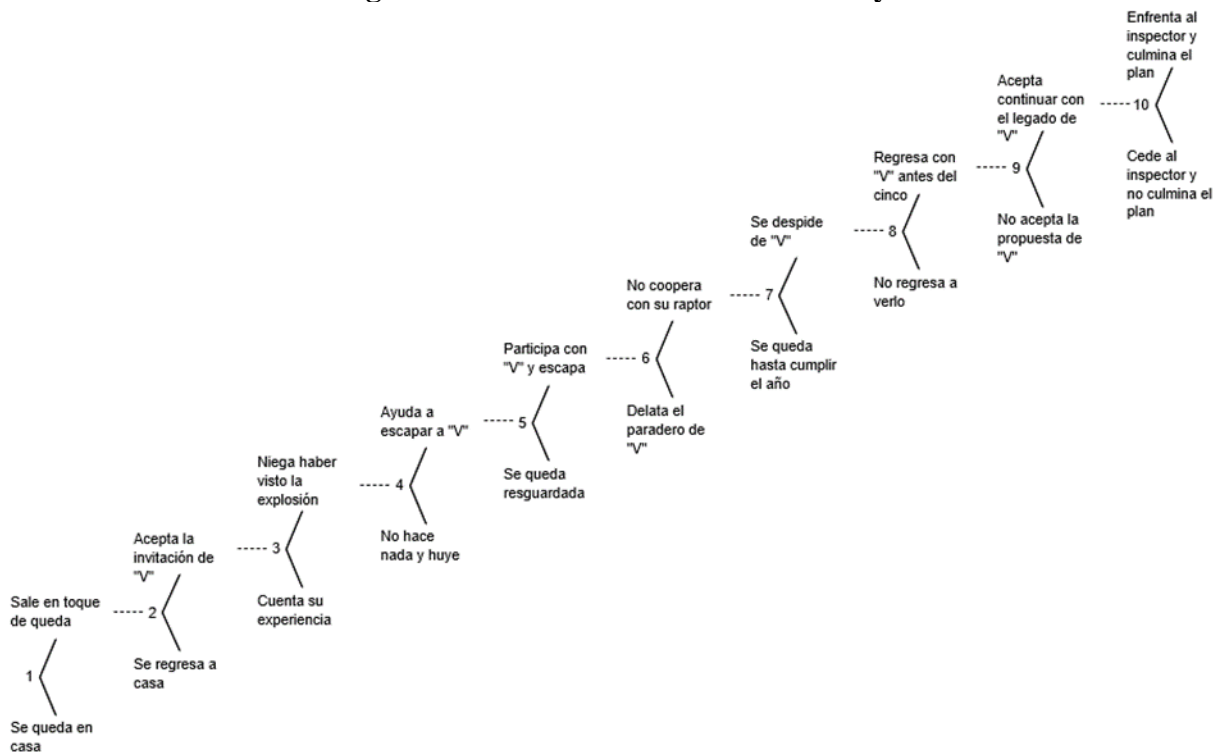 Sale en toque
de queda
1
Se queda en
casa
Acepta la
invitación de
"V"
----- 2
Se regresa a
casa
Niega haber
visto la
explosión
----- 3
Cuenta su
experiencia
Ayuda a
escapar a "V"
----- 4
No hace
nada y huye
Participa con
"V" y escapa
----- 5
Se queda
resguardada
No coopera
con su raptor
----- 6
Delata el
paradero de
"V"
Se despide
de "V"
----- 7
Se queda
hasta cumplir
el año
Regresa con
"V" antes del
cinco
----- 8
No regresa a
verlo
Acepta
continuar con
el legado de
"V"
----- 9
No acepta la
propuesta de
"V"
Enfrenta al
inspector y
culmina el
plan
----- 10
Cede al
inspector y
no culmina el
plan